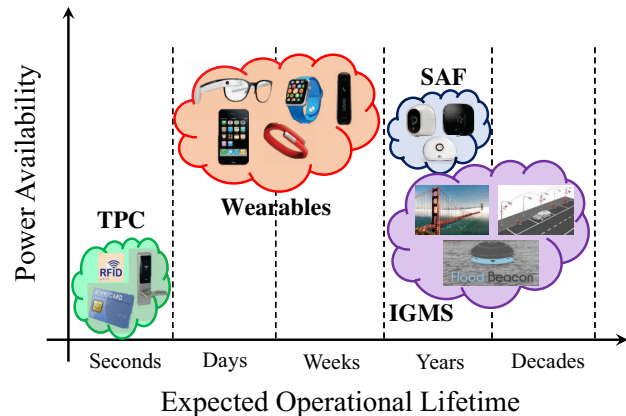 SAF
Wearables
TPC
RFID
Flood Beacon
IGMS
Power Availability
Seconds
Days
Weeks
Years
Decades
Expected Operational Lifetime